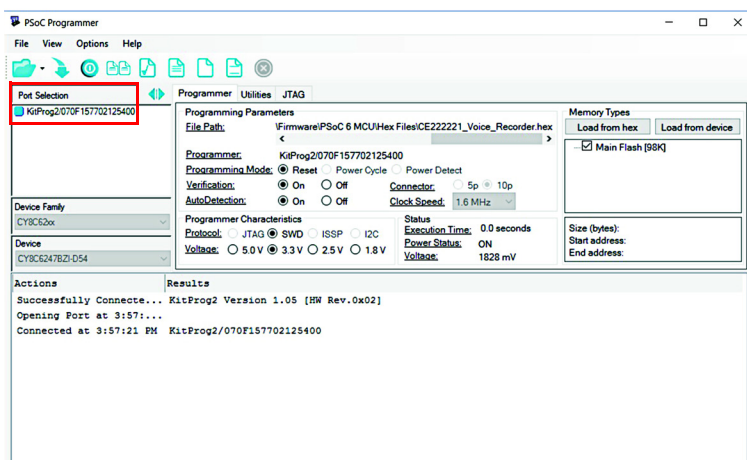 PSoC Programmer
File View Options Help
Port Selection
KitProg2/070F157702125400
Device Family
CY8C62xx
Device
CY8C6247BZI-D54
Programmer Utilities JTAG
Programming Parameters
File Path: \Firmware\PSoC 6 MCU\Hex Files\CE222221_Voice_Recorder.hex
Programmer: KitProg2/070F157702125400
Programming Mode: Reset Power Cycle Power Detect
Verification: On Off Connector: 5p 10p
AutoDetection: On Off Clock Speed: 1.6 MHz
Programmer Characteristics
Protocol: JTAG SWD ISSP I2C
Voltage: 5.0 V 3.3 V 2.5 V 1.8 V
Status
Execution Time: 0.0 seconds
Power Status: ON
Voltage: 1828 mV
Memory Types
Load from hex Load from device
Main Flash [98K]
Size (bytes):
Start address:
End address:
Actions Results
Successfully Connecte... KitProg2 Version 1.05 [HW Rev.0x02]
Opening Port at 3:57:...
Connected at 3:57:21 PM KitProg2/070F157702125400